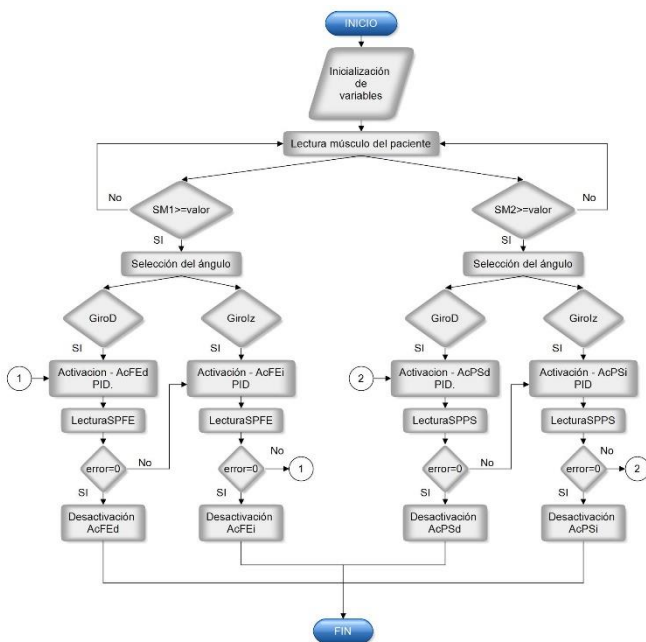 INICIO
Inicialización
de
variables
Lectura músculo del paciente
No
No
SM1>=valor
SM2>=valor
SI
SI
Selección del ángulo
Selección del ángulo
GiroD
GiroIz
GiroD
GiroIz
SI
SI
SI
SI
1
Activacion - AcFEd
PID.
Activación - AcFEi
PID
2
Activacion - AcPSd
PID.
Activación - AcPSi
PID
LecturaSPFE
LecturaSPFE
LecturaSPPS
LecturaSPPS
error=0
No
error=0
No
1
error=0
No
error=0
No
2
SI
SI
SI
SI
Desactivación
AcFEd
Desactivación
AcFEi
Desactivación
AcPSd
Desactivación
AcPSi
FIN